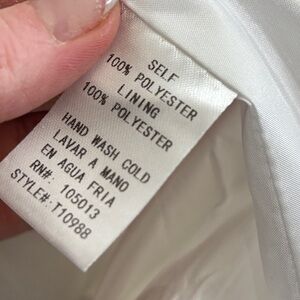 SELF
100% POLYESTER
LINING
100% POLYESTER
HAND WASH COLD
LAVAR A MANO
EN AGUA FRIA
RN#: 105013
STYLE#:T10988